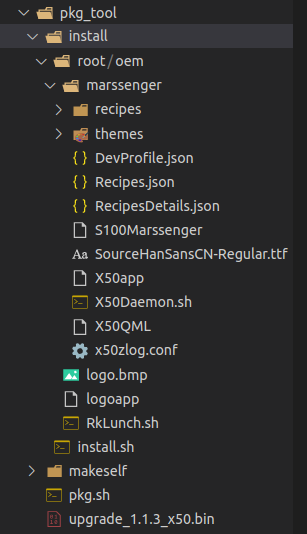 pkg_tool
install
root/oem
marssenger
recipes
themes
DevProfile.json
Recipes.json
RecipesDetails.json
S100Marssenger
SourceHanSansCN-Regular.ttf
X50app
X50Daemon.sh
X50QML
x50zlog.conf
logo.bmp
logoapp
RkLunch.sh
install.sh
makeself
pkg.sh
upgrade_1.1.3_x50.bin